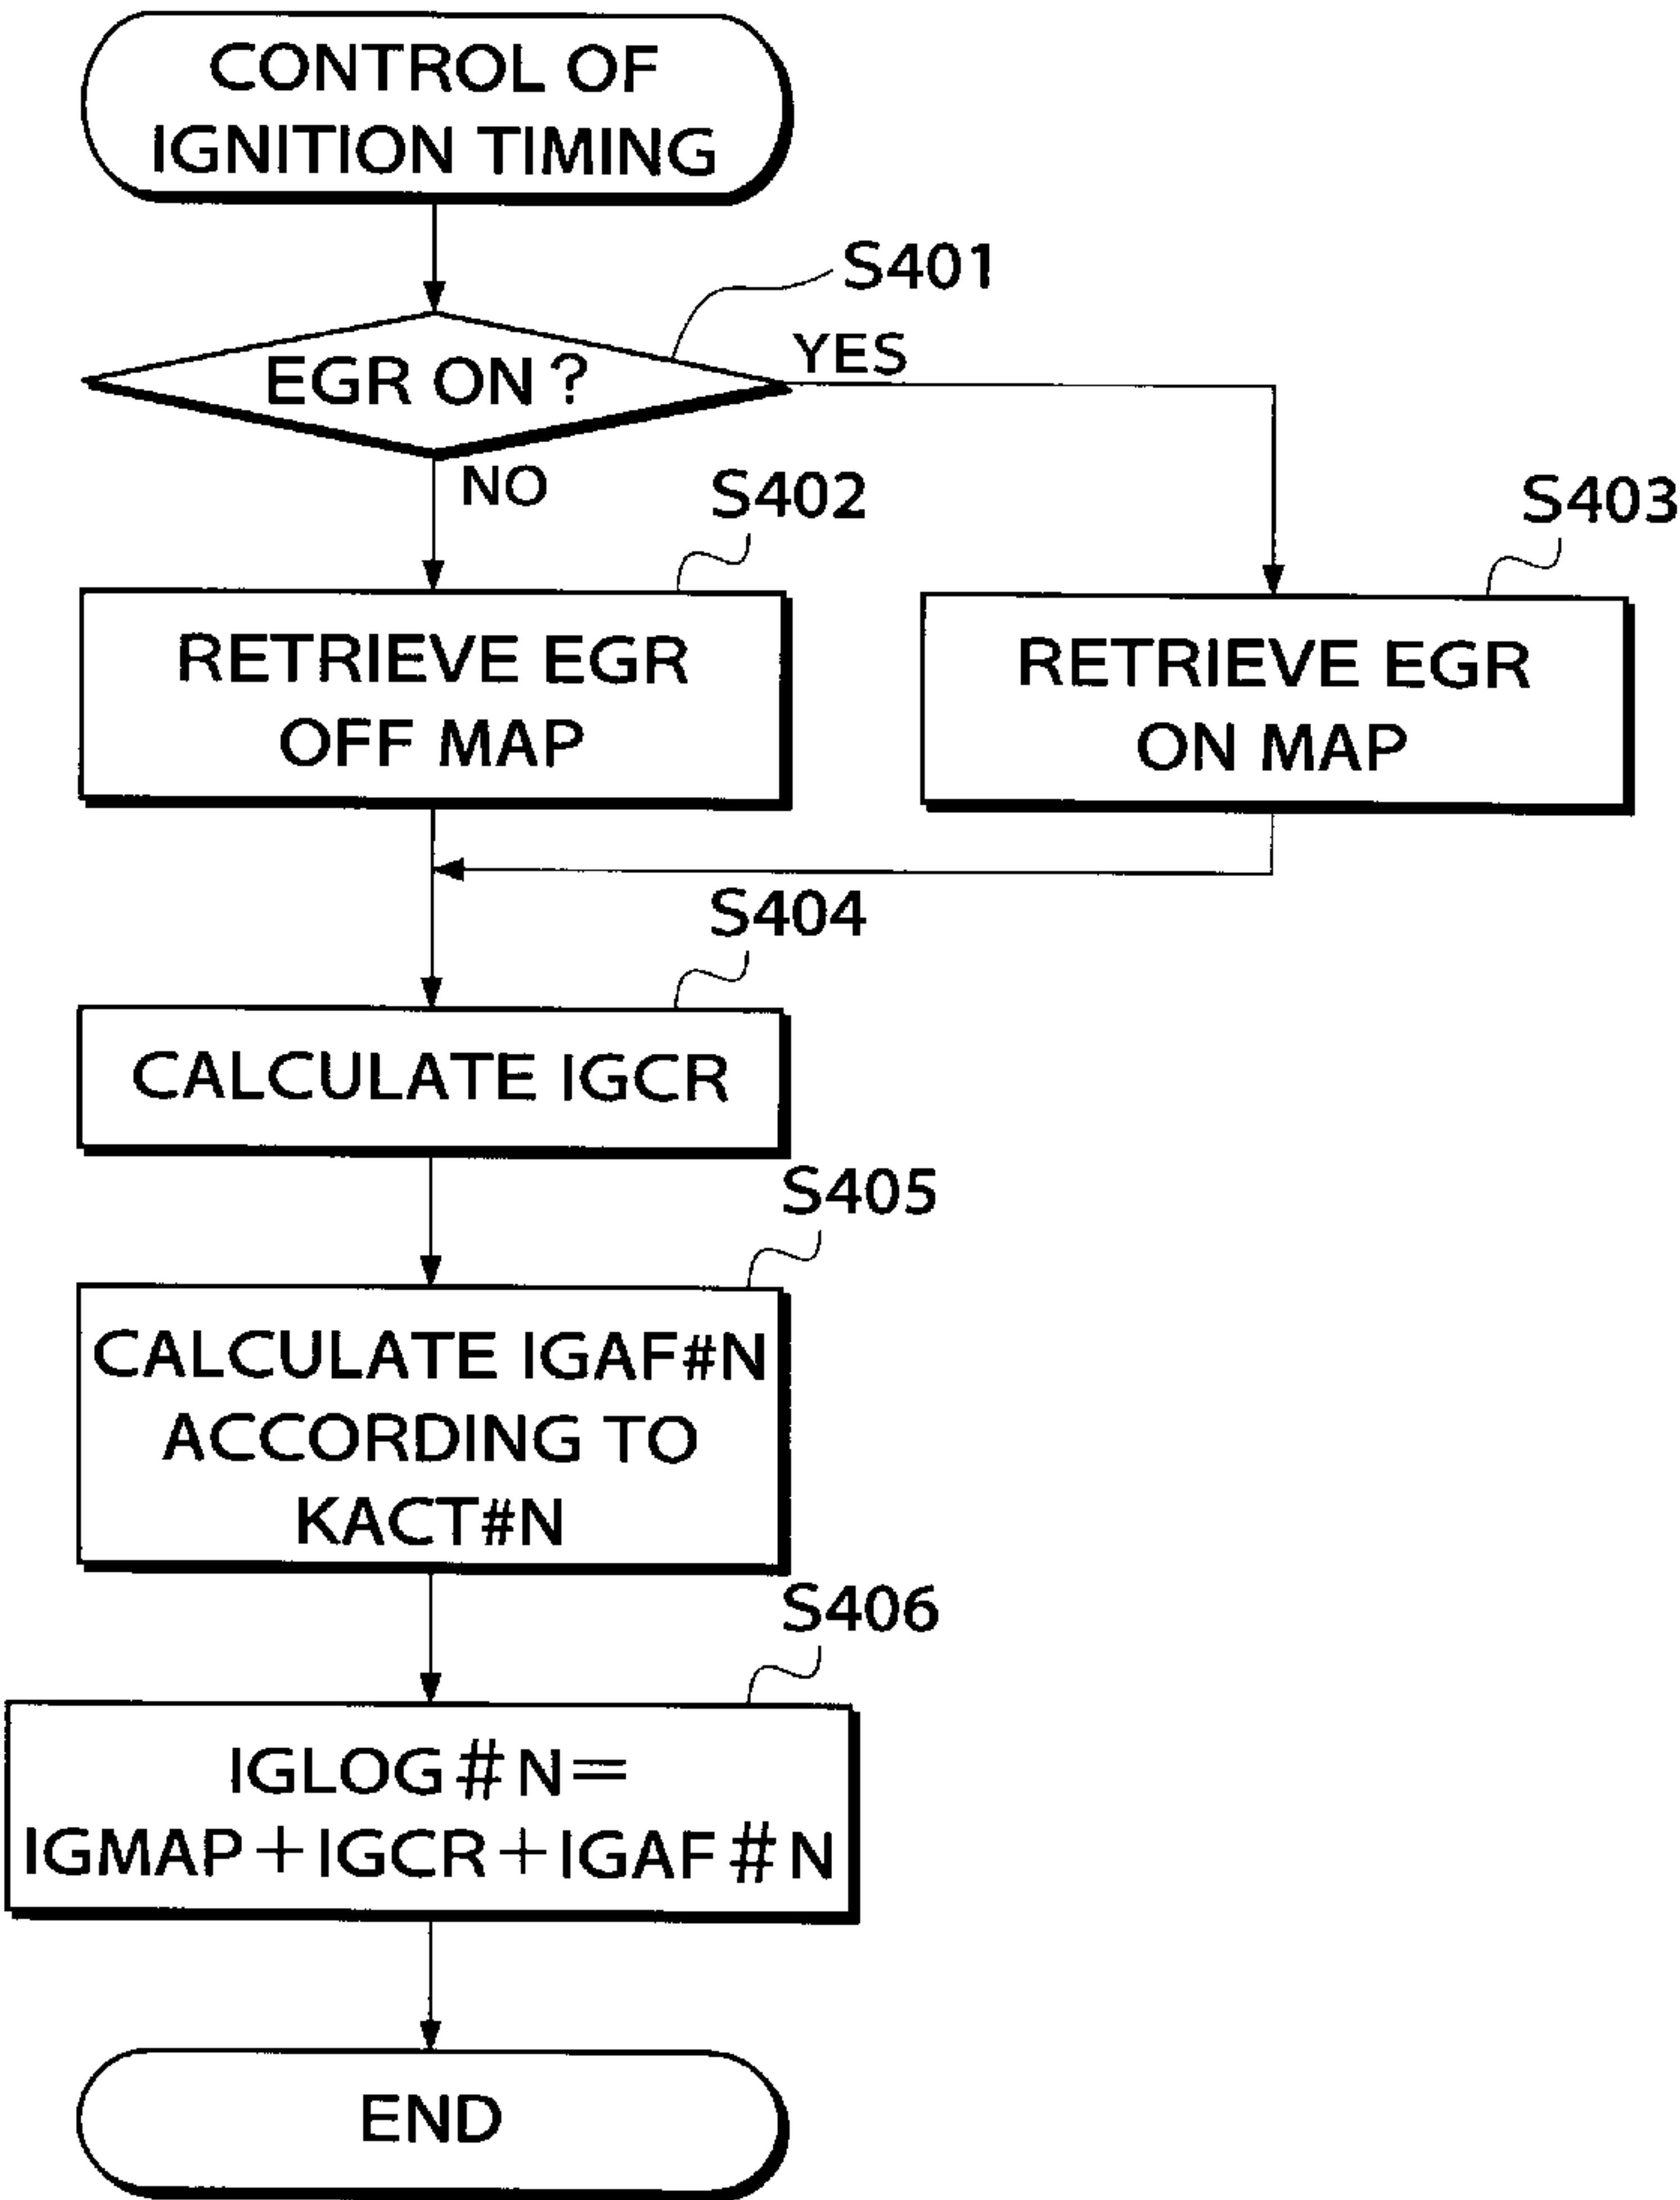 CONTROL OF
IGNITION TIMING
S401
EGR ON?
YES
NO
S402
S403
RETRIEVE EGR
OFF MAP
RETRIEVE EGR
ON MAP
S404
CALCULATE IGCR
S405
CALCULATE IGAF#N
ACCORDING TO
KACT#N
S406
IGLOG#N=
IGMAP+IGCR+IGAF#N
END